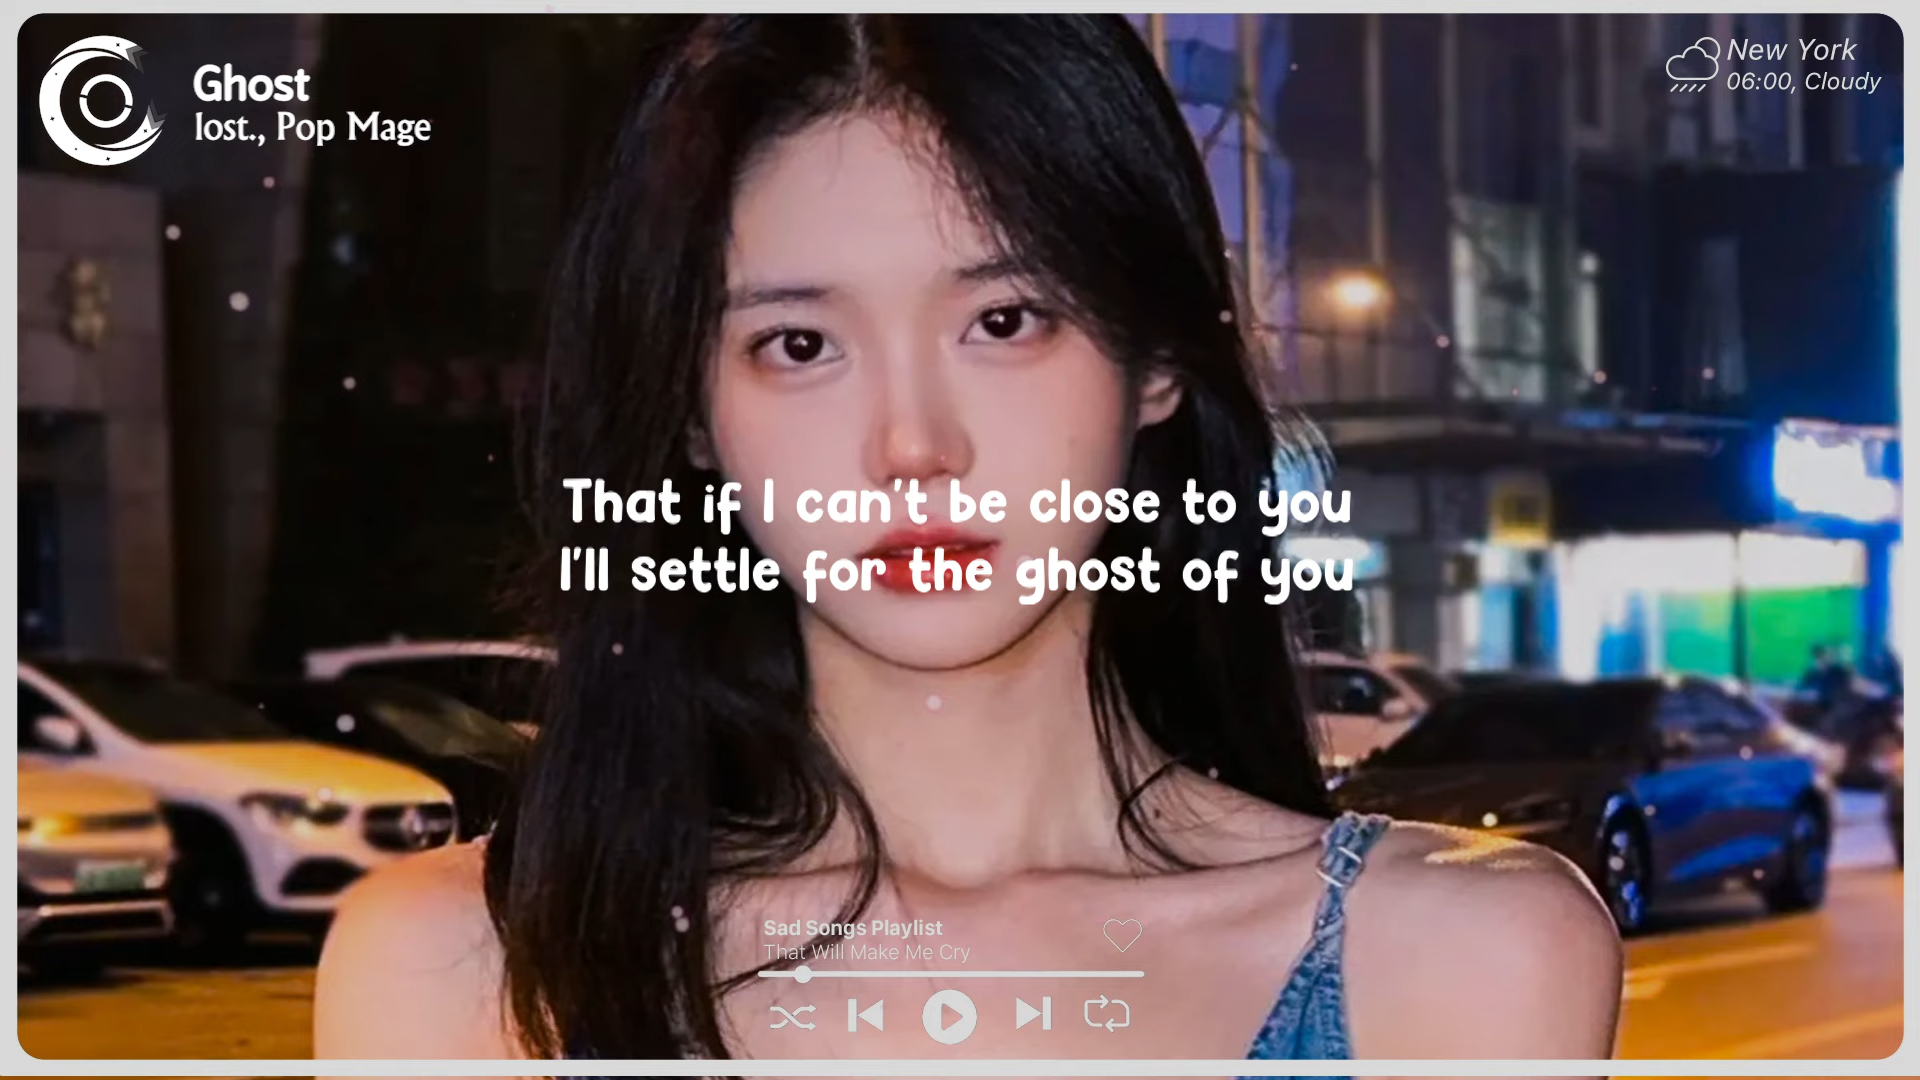 Ghost
lost., Pop Mage
New York
06:00, Cloudy
That if I can't be close to you
I'll settle for the ghost of you
Sad Songs Playlist
That Will Make Me Cry